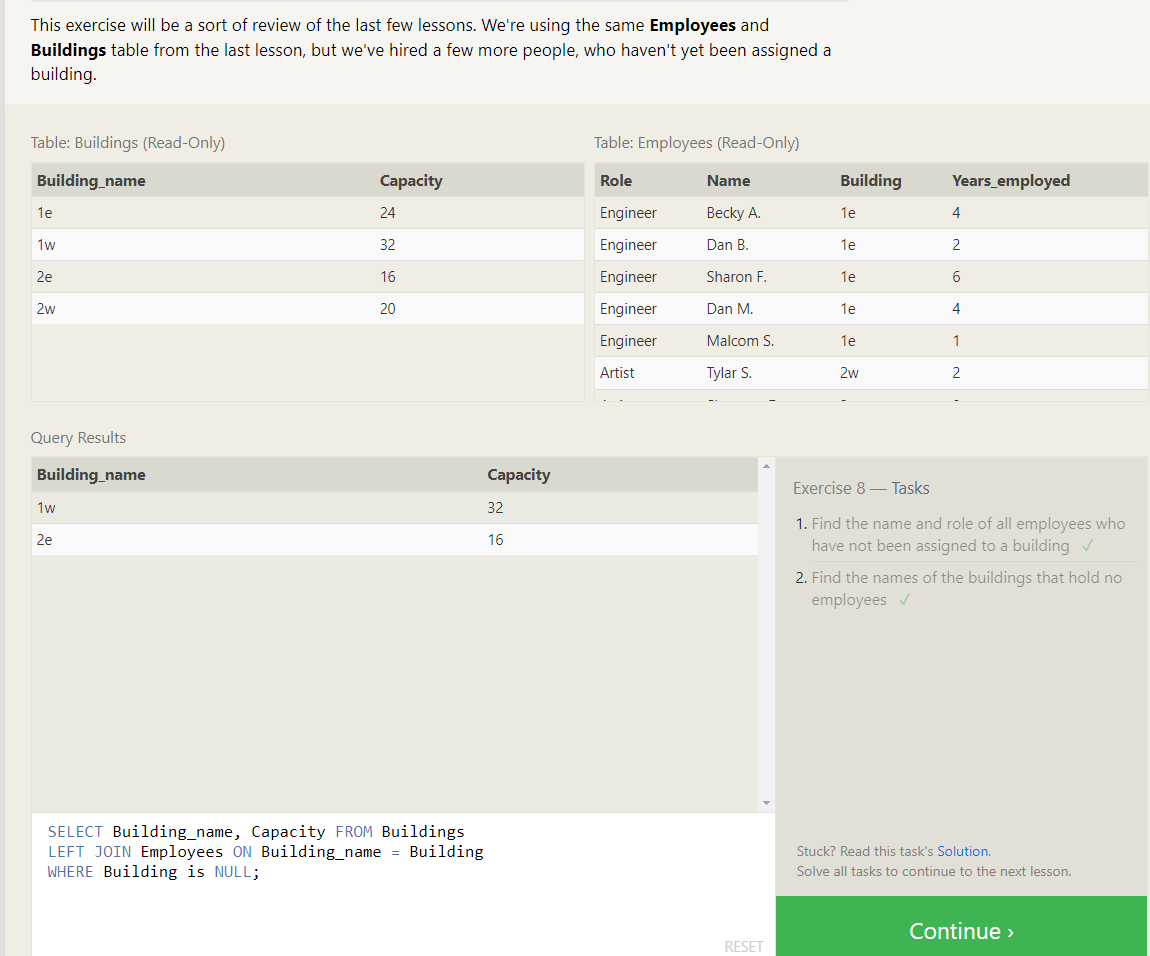 This exercise will be a sort of review of the last few lessons. We're using the same Employees and
Buildings table from the last lesson, but we've hired a few more people, who haven't yet been assigned a
building.
Table: Buildings (Read-Only)
Building_name Capacity
1e 24
1w 32
2e 16
2w 20
Table: Employees (Read-Only)
Role Name Building Years_employed
Engineer Becky A. 1e 4
Engineer Dan B. 1e 2
Engineer Sharon F. 1e 6
Engineer Dan M. 1e 4
Engineer Malcom S. 1e 1
Artist Tylar S. 2w 2
Query Results
Building_name Capacity
1w 32
2e 16
Exercise 8 — Tasks
1. Find the name and role of all employees who
have not been assigned to a building ✓
2. Find the names of the buildings that hold no
employees ✓
Stuck? Read this task's Solution.
Solve all tasks to continue to the next lesson.
Continue ›
SELECT Building_name, Capacity FROM Buildings
LEFT JOIN Employees ON Building_name = Building
WHERE Building is NULL;
RESET